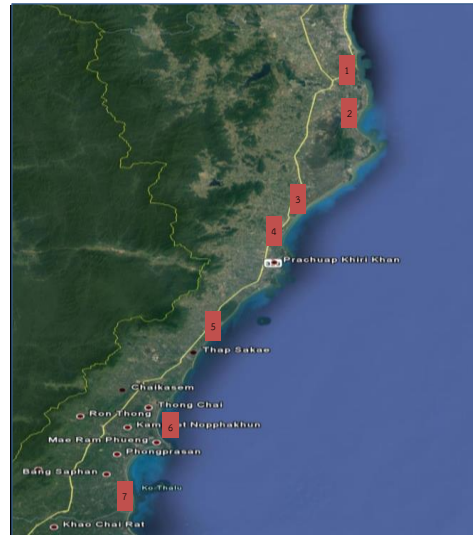 1
2
3
4
Prachuap Khiri Khan
5
Thap Sakae
Chaikasem
Thong Chai
Ron Thong
6
Nopphakhun
Mae Ram Phueng
Phongprasan
Bang Saphan
7
Ko Thalu
Khao Chai Rat